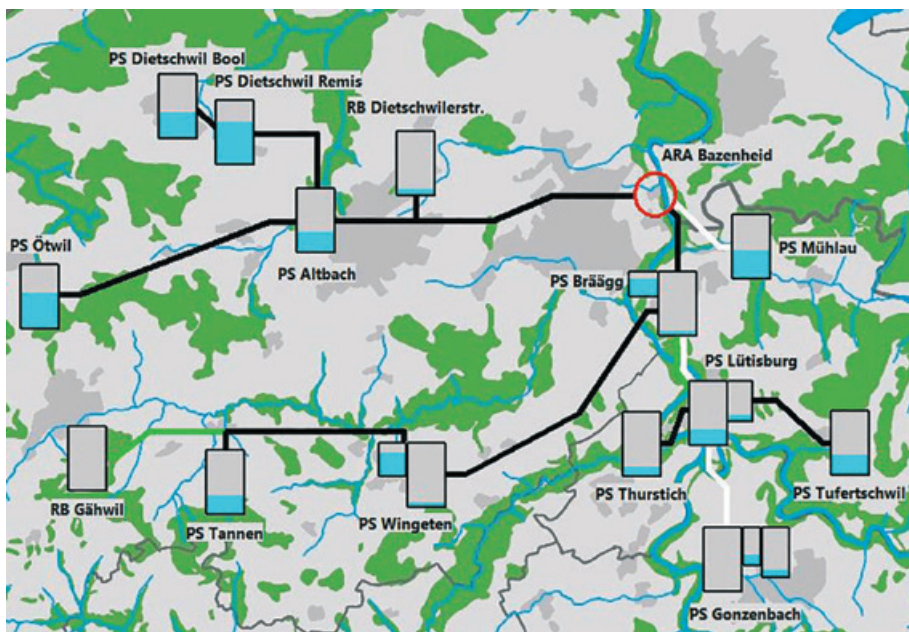 PS Dietschwil Bool
PS Dietschwil Remis
RB Dietschwilerstr.
ARA Bazenheid
PS Ötwil
PS Altbach
PS Mühlau
PS Bräägg
PS Lütisburg
RB Gähwil
PS Tannen
PS Wingeten
PS Thurstich
PS Tufertschwil
PS Gonzenbach